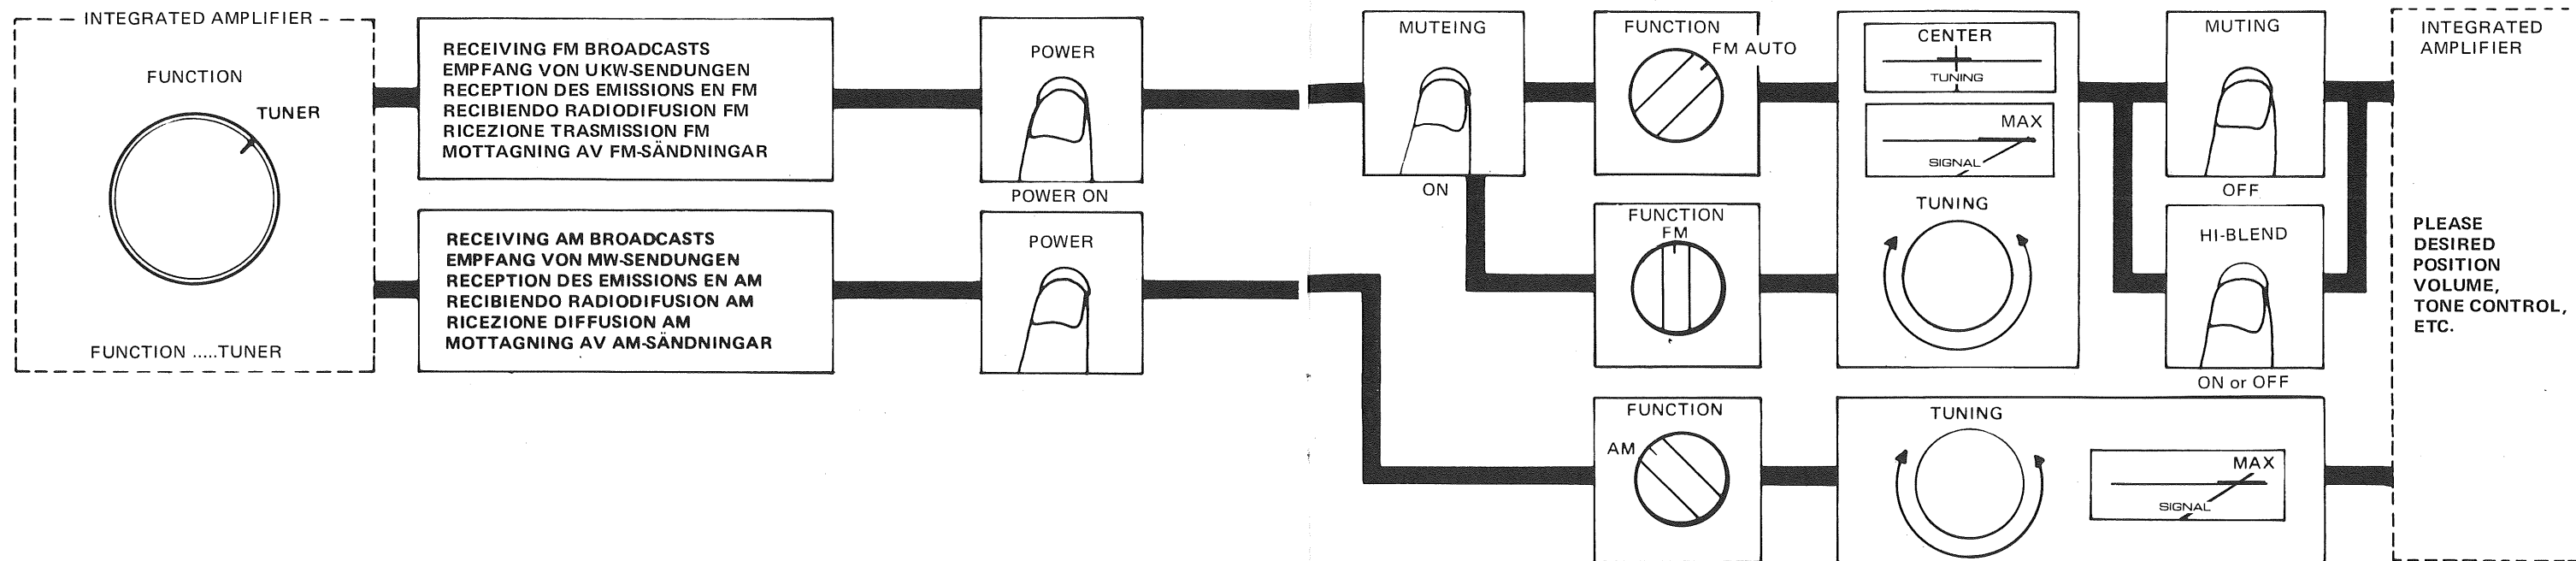 INTEGRATED AMPLIFIER
FUNCTION
TUNER
FUNCTION .....TUNER
RECEIVING FM BROADCASTS
EMPFANG VON UKW-SENDUNGEN
RECEPTION DES EMISSIONS EN FM
RECIBIENDO RADIODIFUSION FM
RICEZIONE TRASMISSION FM
MOTTAGNING AV FM-SÄNDNINGAR
POWER
POWER ON
RECEIVING AM BROADCASTS
EMPFANG VON MW-SENDUNGEN
RECEPTION DES EMISSIONS EN AM
RECIBIENDO RADIODIFUSION AM
RICEZIONE DIFFUSION AM
MOTTAGNING AV AM-SÄNDNINGAR
POWER
MUTEING
ON
FUNCTION
FM AUTO
FUNCTION
FM
FUNCTION
AM
CENTER
TUNING
MAX
SIGNAL
TUNING
TUNING
MAX
SIGNAL
MUTING
OFF
HI-BLEND
ON or OFF
INTEGRATED
AMPLIFIER
PLEASE
DESIRED
POSITION
VOLUME,
TONE CONTROL,
ETC.